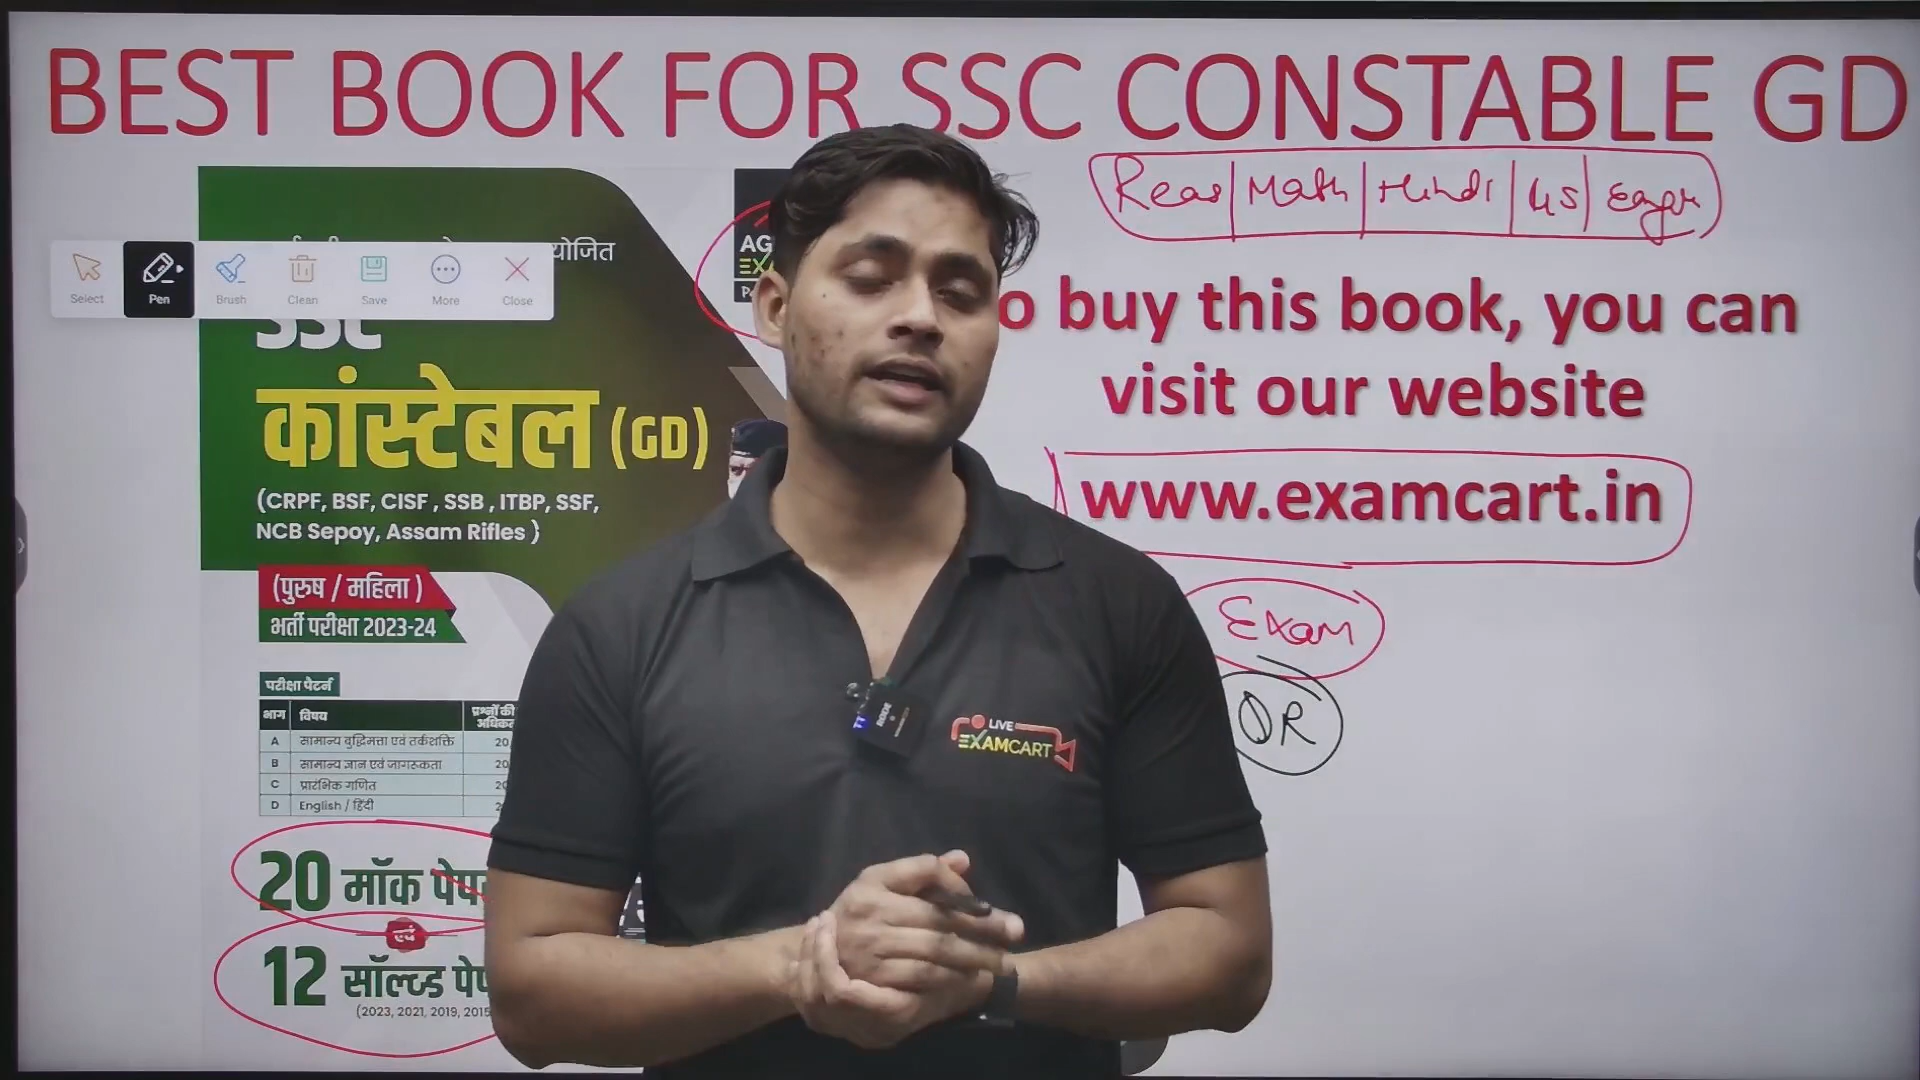 BEST BOOK FOR SSC CONSTABLE GD
Reas | Math | Hindi | GS |
योजित
AG
Select Pen Brush Clean Save More Close
SSC
कांस्टेबल (GD)
(CRPF, BSF, CISF , SSB , ITBP, SSF,
NCB Sepoy, Assam Rifles )
(पुरुष / महिला )
भर्ती परीक्षा 2023-24
परीक्षा पैटर्न
भाग विषय प्रश्नों की
A सामान्य बुद्धिमत्ता एवं तर्कशक्ति 20
B सामान्य ज्ञान एवं जागरूकता 20
C प्रारंभिक गणित
D English / हिंदी
20 मॉक
एवं
12 सॉल्व्ड
(2023, 2021, 2019, 2015
o buy this book, you can
visit our website
www.examcart.in
Exam
OR
LIVE
EXAMCART
RODE